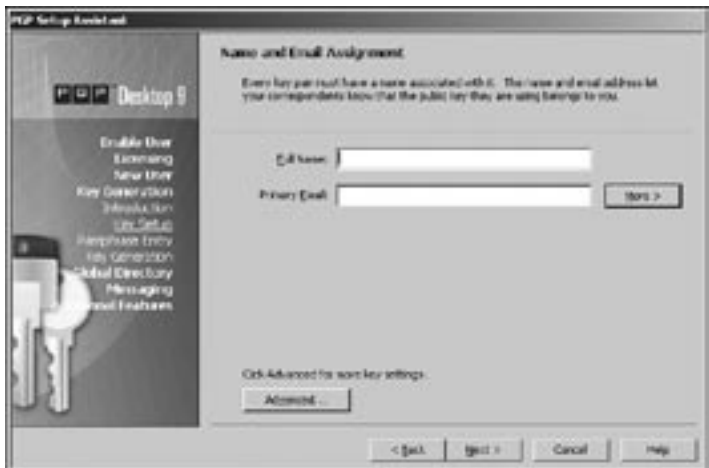 PGP Setup Assistant
PGP Desktop 9
Enable User
Licensing
New User
Key Generation
Introduction
Key Setup
Passphrase Entry
Key Generation
Global Directory
Messaging
Features
Name and Email Assignment
Every key pair must have a name associated with it. The name and email address let
your correspondents know that the public key they are using belongs to you.
Full Name:
Primary Email:
More >
Click Advanced for more key settings.
Advanced ...
< Back
Next >
Cancel
Help